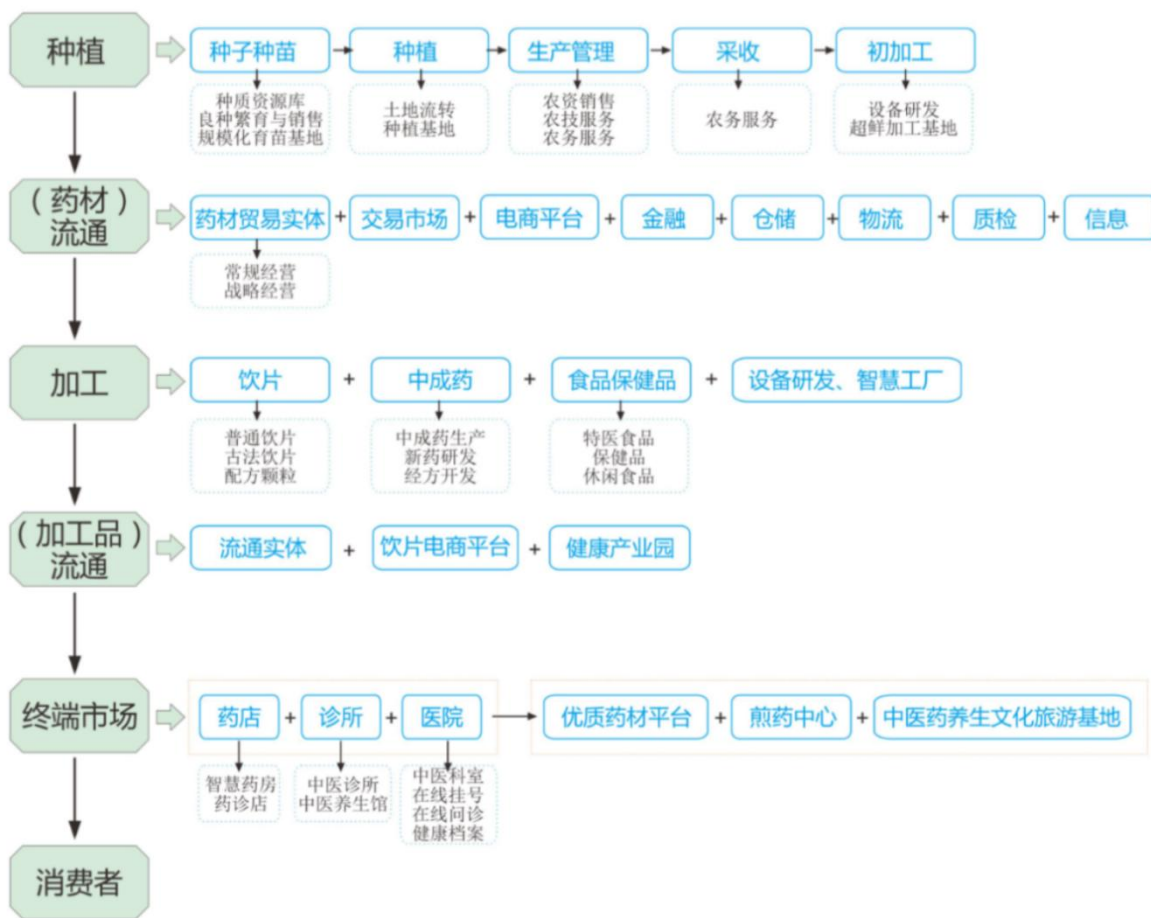 种植
种子种苗
种植
生产管理
采收
初加工
种质资源库
良种繁育与销售
规模化育苗基地
土地流转
种植基地
农资销售
农技服务
农务服务
农务服务
设备研发
超鲜加工基地
（药材）
流通
药材贸易实体 + 交易市场 + 电商平台 + 金融 + 仓储 + 物流 + 质检 + 信息
常规经营
战略经营
加工
饮片 + 中成药 + 食品保健品 + 设备研发、智慧工厂
普通饮片
古法饮片
配方颗粒
中成药生产
新药研发
经方开发
特医食品
保健品
休闲食品
（加工品）
流通
流通实体 + 饮片电商平台 + 健康产业园
终端市场
药店 + 诊所 + 医院
优质药材平台 + 煎药中心 + 中医药养生文化旅游基地
智慧药房
药诊店
中医诊所
中医养生馆
中医科室
在线挂号
在线问诊
健康档案
消费者